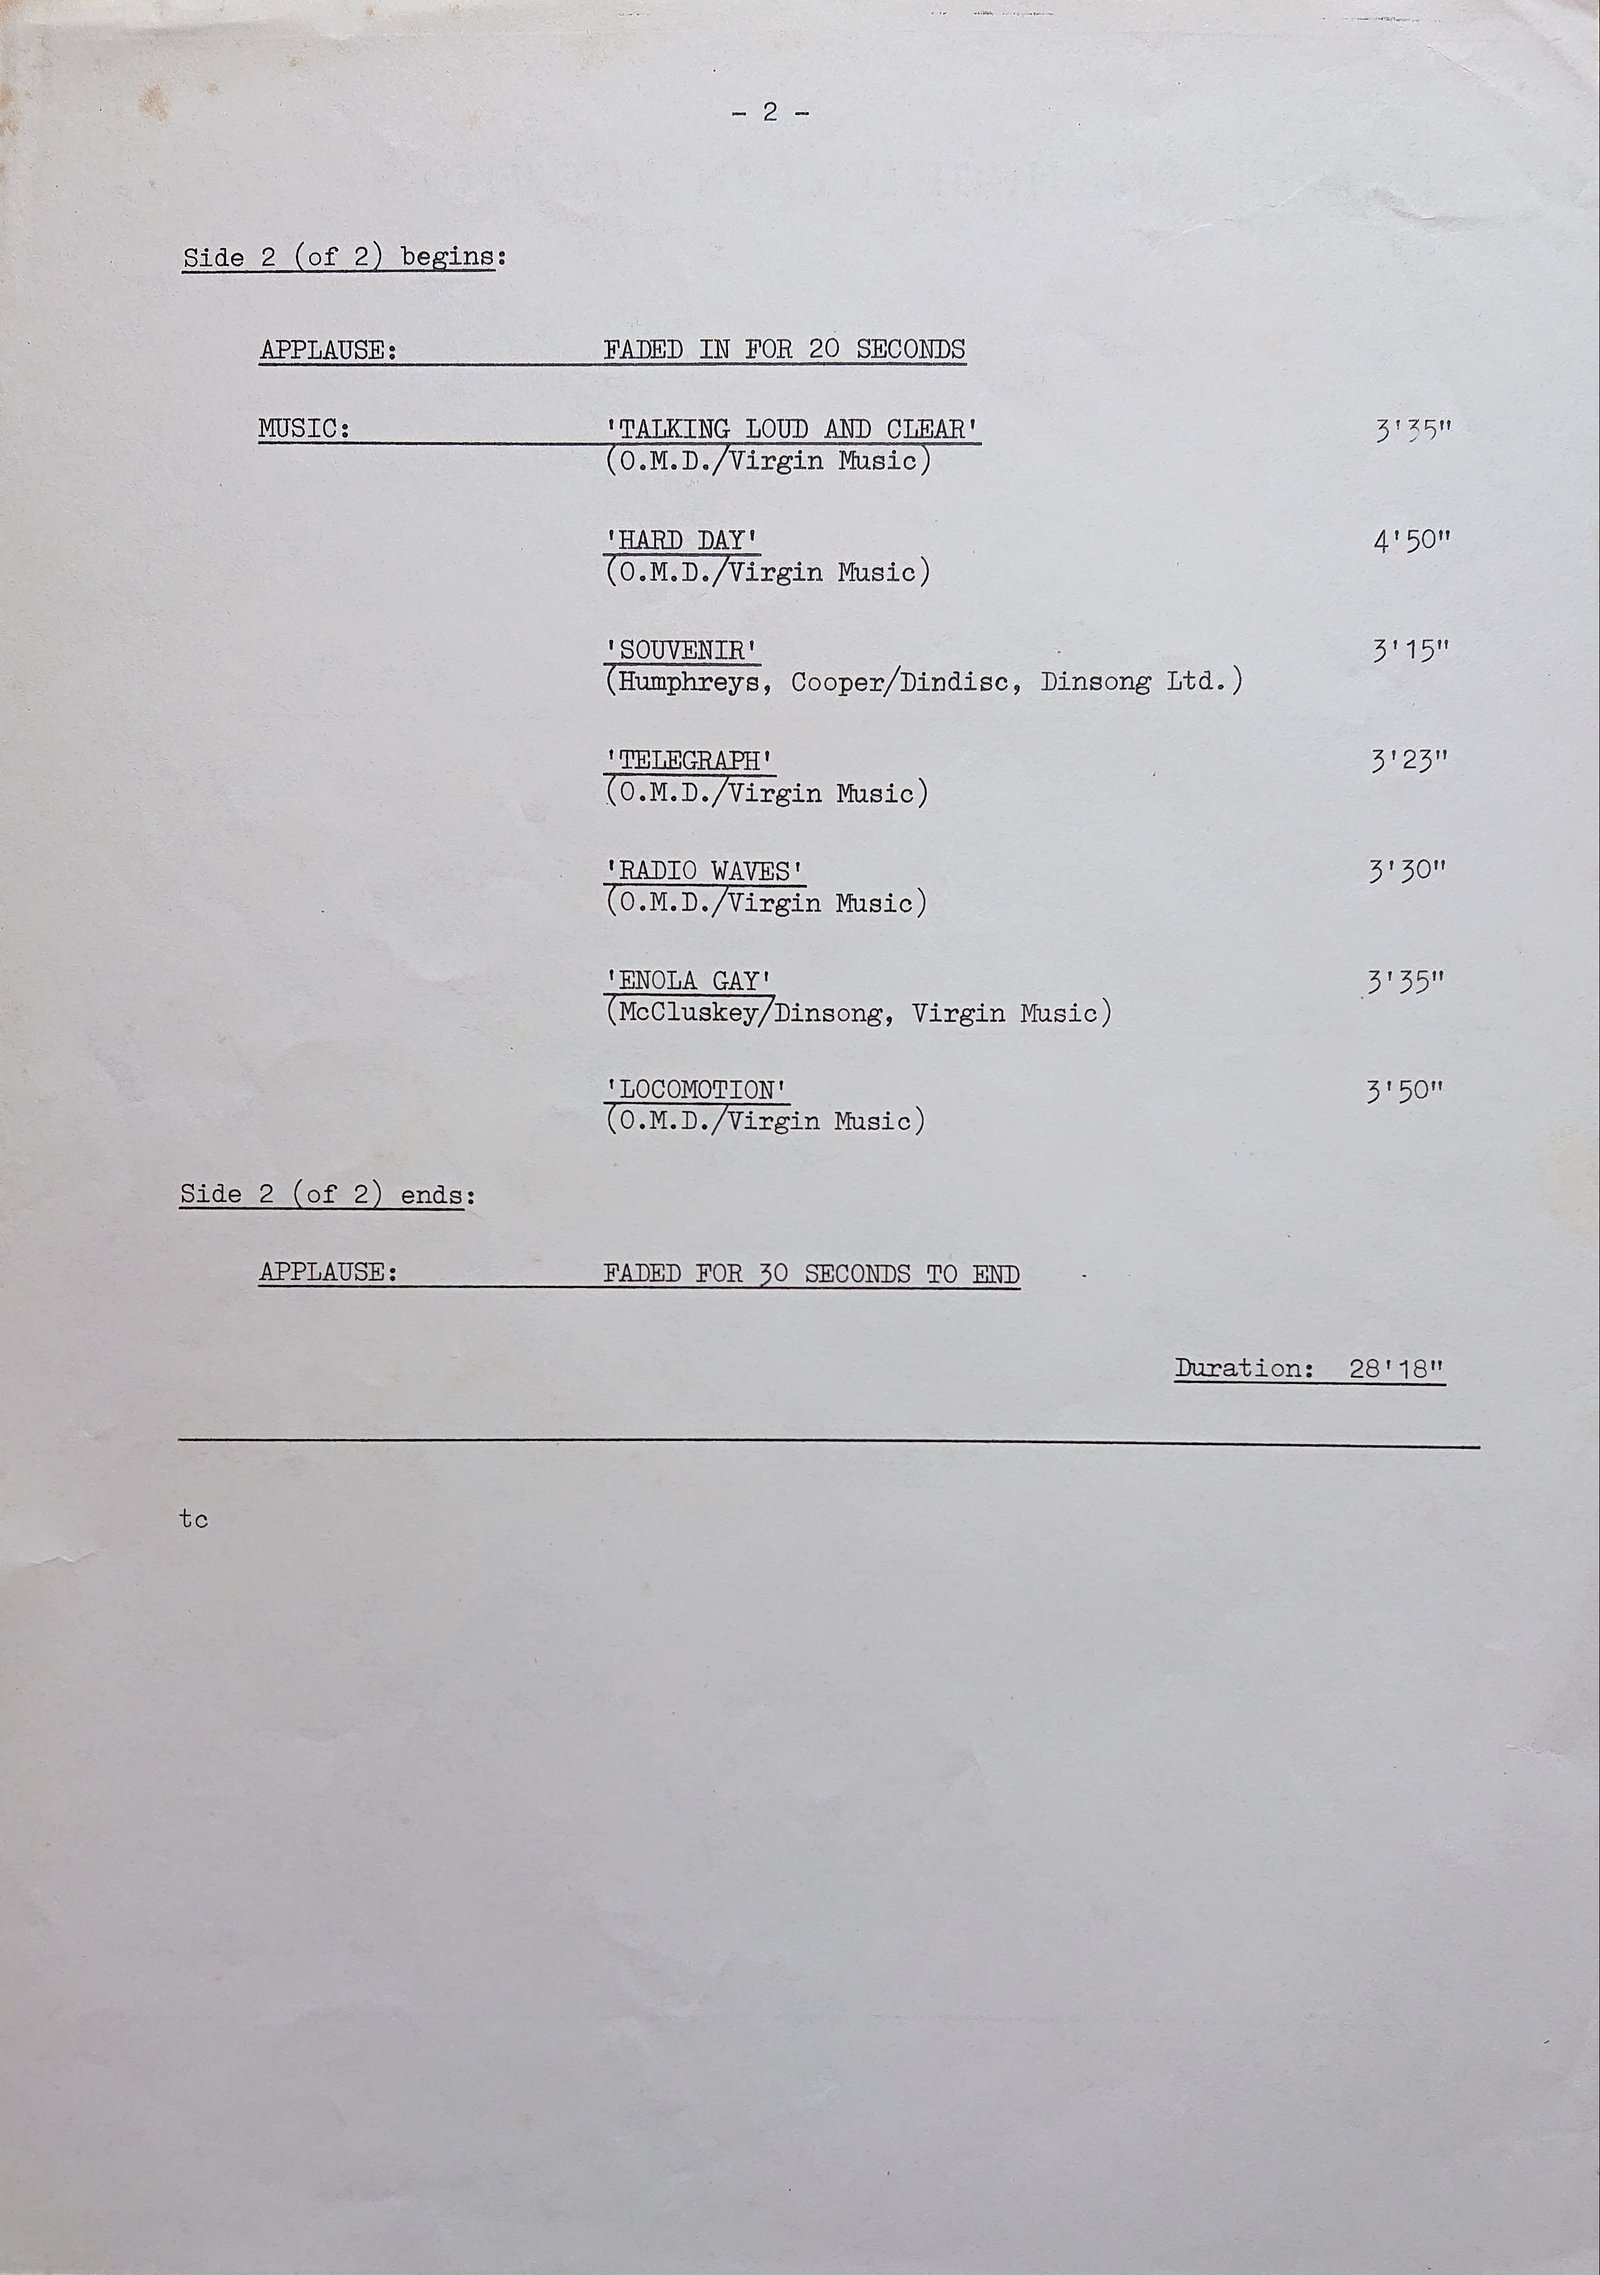 - 2 -
Side 2 (of 2) begins:
APPLAUSE: FADED IN FOR 20 SECONDS
MUSIC: 'TALKING LOUD AND CLEAR' 3'35"
(O.M.D./Virgin Music)
'HARD DAY' 4'50"
(O.M.D./Virgin Music)
'SOUVENIR' 3'15"
(Humphreys, Cooper/Dindisc, Dinsong Ltd.)
'TELEGRAPH' 3'23"
(O.M.D./Virgin Music)
'RADIO WAVES' 3'30"
(O.M.D./Virgin Music)
'ENOLA GAY' 3'35"
(McCluskey/Dinsong, Virgin Music)
'LOCOMOTION' 3'50"
(O.M.D./Virgin Music)
Side 2 (of 2) ends:
APPLAUSE: FADED FOR 30 SECONDS TO END
Duration: 28'18"
tc